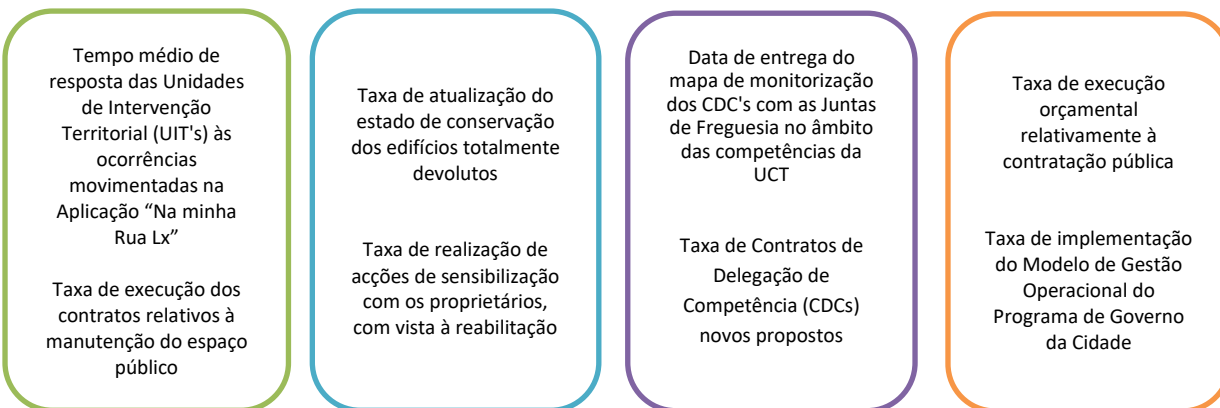 Tempo médio de
resposta das Unidades
de Intervenção
Territorial (UIT's) às
ocorrências
movimentadas na
Aplicação “Na minha
Rua Lx”
Taxa de execução dos
contratos relativos à
manutenção do espaço
público
Taxa de atualização do
estado de conservação
dos edifícios totalmente
devolutos
Taxa de realização de
acções de sensibilização
com os proprietários,
com vista à reabilitação
Data de entrega do
mapa de monitorização
dos CDC's com as Juntas
de Freguesia no âmbito
das competências da
UCT
Taxa de Contratos de
Delegação de
Competência (CDCs)
novos propostos
Taxa de execução
orçamental
relativamente à
contratação pública
Taxa de implementação
do Modelo de Gestão
Operacional do
Programa de Governo
da Cidade